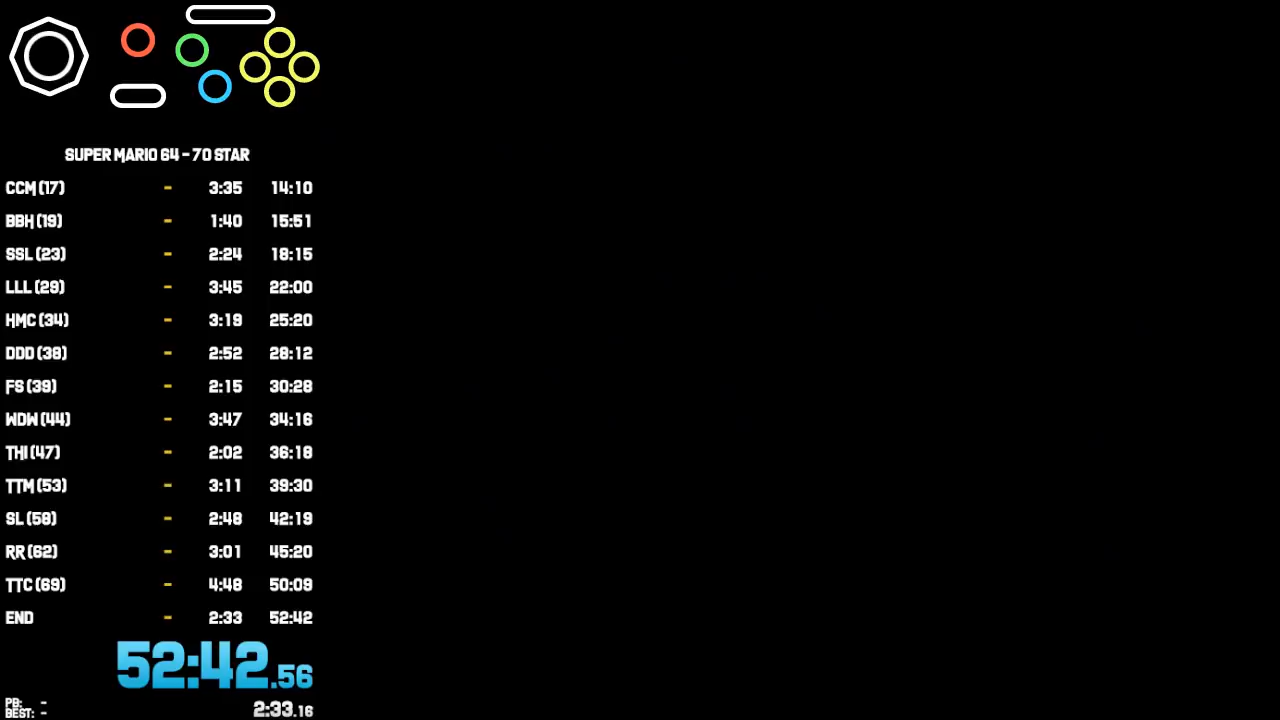 SUPER MARIO 64 - 70 STAR
CCM (17) - 3:35 14:10
BBH (19) - 1:40 15:51
SSL (23) - 2:24 18:15
LLL (29) - 3:45 22:00
HMC (34) - 3:19 25:20
DDD (38) - 2:52 28:12
FS (39) - 2:15 30:28
WDW (44) - 3:47 34:16
THI (47) - 2:02 36:18
TTM (53) - 3:11 39:30
SL (58) - 2:48 42:19
RR (62) - 3:01 45:20
TTC (69) - 4:48 50:09
END - 2:33 52:42
52:42.56
PB: -
BEST: - 2:33.16